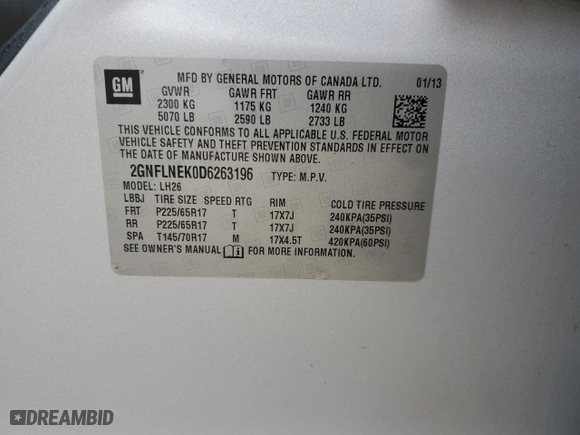 GM
MFD BY GENERAL MOTORS OF CANADA LTD. 01/13
GVWR GAWR FRT GAWR RR
2300 KG 1175 KG 1240 KG
5070 LB 2590 LB 2733 LB
THIS VEHICLE CONFORMS TO ALL APPLICABLE U.S. FEDERAL MOTOR
VEHICLE SAFETY AND THEFT PREVENTION STANDARDS IN EFFECT ON
THE DATE OF MANUFACTURE SHOWN ABOVE.
2GNFLNEK0D6263196 TYPE: M.P.V.
MODEL: LH26
LBBJ TIRE SIZE SPEED RTG RIM COLD TIRE PRESSURE
FRT P225/65R17 T 17X7J 240KPA(35PSI)
RR P225/65R17 T 17X7J 240KPA(35PSI)
SPA T145/70R17 M 17X4.5T 420KPA(60PSI)
SEE OWNER'S MANUAL FOR MORE INFORMATION.
DREAMBID